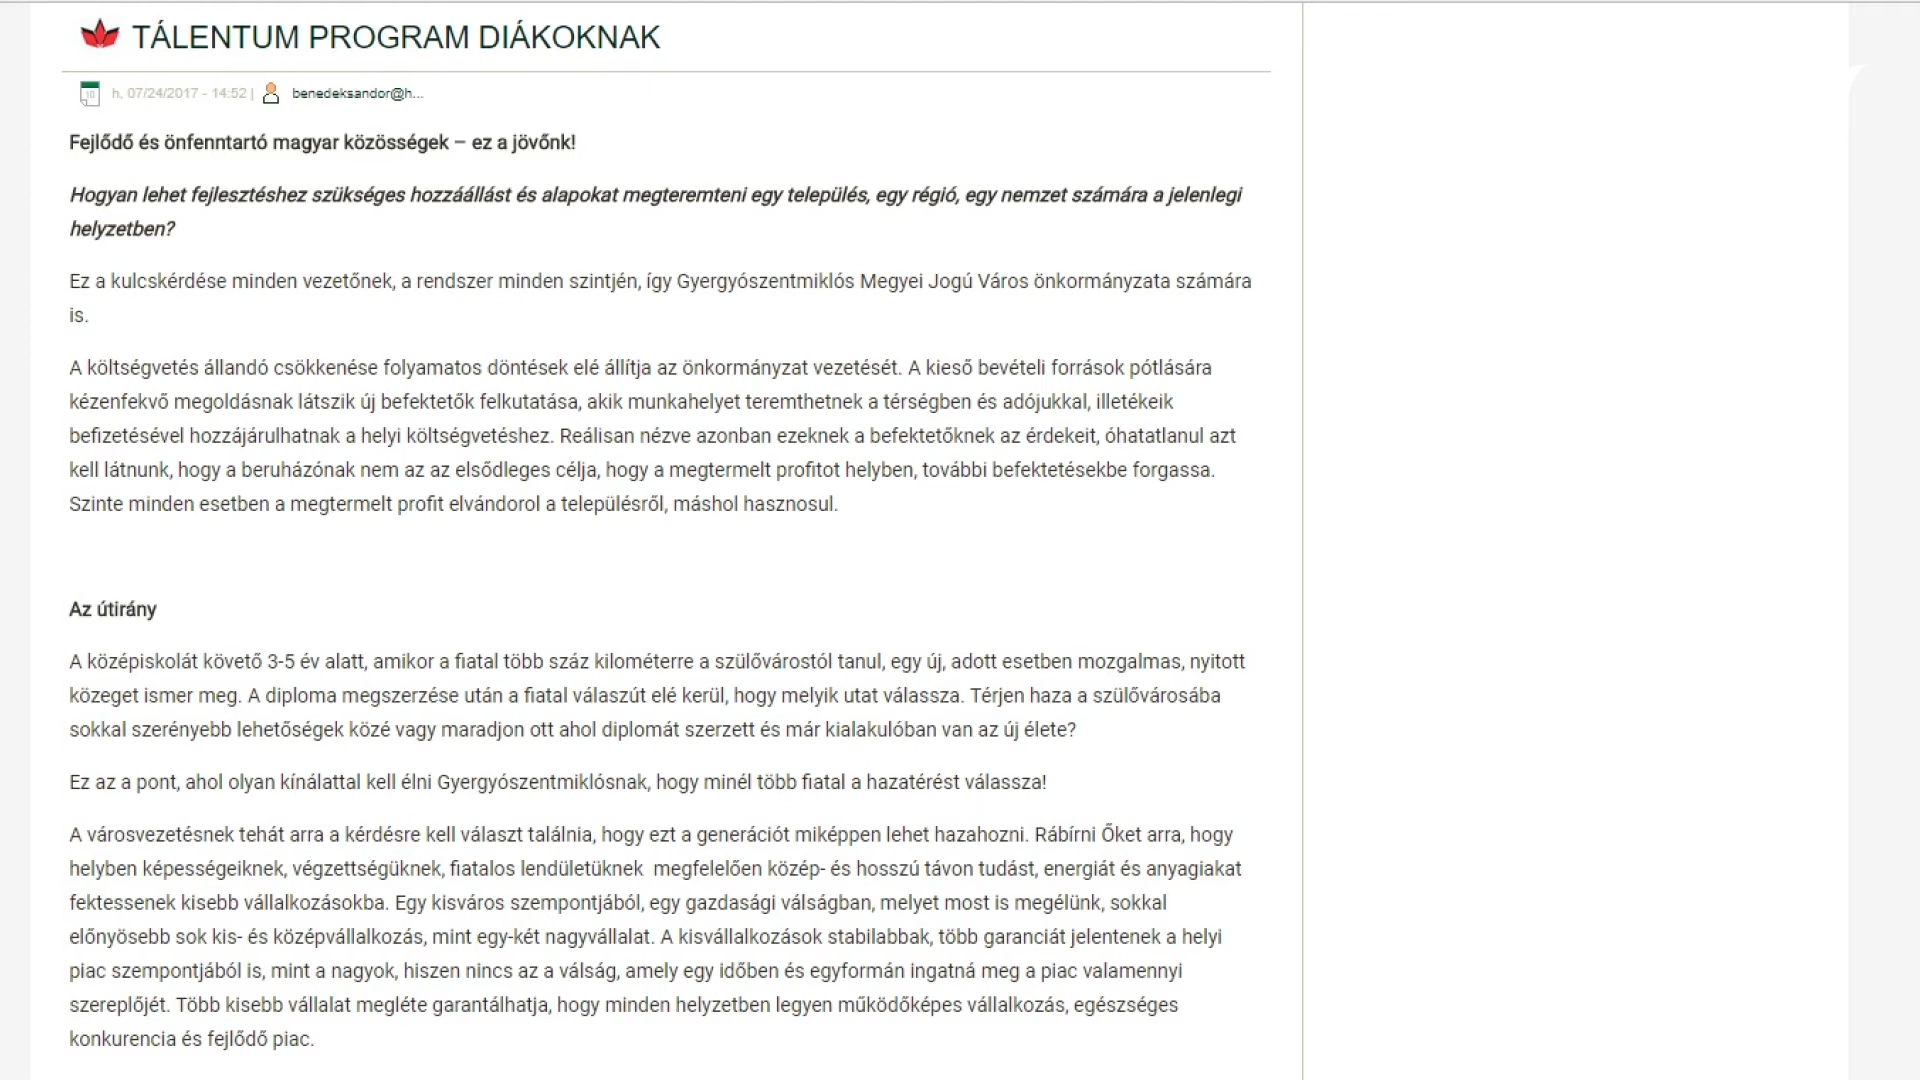 TÁLENTUM PROGRAM DIÁKOKNAK
h, 07/24/2017 - 14:52 | benedeksandor@h...
Fejlődő és önfenntartó magyar közösségek – ez a jövőnk!
Hogyan lehet fejlesztéshez szükséges hozzáállást és alapokat megteremteni egy település, egy régió, egy nemzet számára a jelenlegi
helyzetben?
Ez a kulcskérdése minden vezetőnek, a rendszer minden szintjén, így Gyergyószentmiklós Megyei Jogú Város önkormányzata számára
is.
A költségvetés állandó csökkenése folyamatos döntések elé állítja az önkormányzat vezetését. A kieső bevételi források pótlására
kézenfekvő megoldásnak látszik új befektetők felkutatása, akik munkahelyet teremthetnek a térségben és adójukkal, illetékeik
befizetésével hozzájárulhatnak a helyi költségvetéshez. Reálisan nézve azonban ezeknek a befektetőknek az érdekeit, óhatatlanul azt
kell látnunk, hogy a beruházónak nem az az elsődleges célja, hogy a megtermelt profitot helyben, további befektetésekbe forgassa.
Szinte minden esetben a megtermelt profit elvándorol a településről, máshol hasznosul.
Az útirány
A középiskolát követő 3-5 év alatt, amikor a fiatal több száz kilométerre a szülővárostól tanul, egy új, adott esetben mozgalmas, nyitott
közeget ismer meg. A diploma megszerzése után a fiatal válaszút elé kerül, hogy melyik utat válassza. Térjen haza a szülővárosába
sokkal szerényebb lehetőségek közé vagy maradjon ott ahol diplomát szerzett és már kialakulóban van az új élete?
Ez az a pont, ahol olyan kínálattal kell élni Gyergyószentmiklósnak, hogy minél több fiatal a hazatérést válassza!
A városvezetésnek tehát arra a kérdésre kell választ találnia, hogy ezt a generációt miképpen lehet hazahozni. Rábírni Őket arra, hogy
helyben képességeiknek, végzettségüknek, fiatalos lendületüknek  megfelelően közép- és hosszú távon tudást, energiát és anyagiakat
fektessenek kisebb vállalkozásokba. Egy kisváros szempontjából, egy gazdasági válságban, melyet most is megélünk, sokkal
előnyösebb sok kis- és középvállalkozás, mint egy-két nagyvállalat. A kisvállalkozások stabilabbak, több garanciát jelentenek a helyi
piac szempontjából is, mint a nagyok, hiszen nincs az a válság, amely egy időben és egyformán ingatná meg a piac valamennyi
szereplőjét. Több kisebb vállalat megléte garantálhatja, hogy minden helyzetben legyen működőképes vállalkozás, egészséges
konkurencia és fejlődő piac.